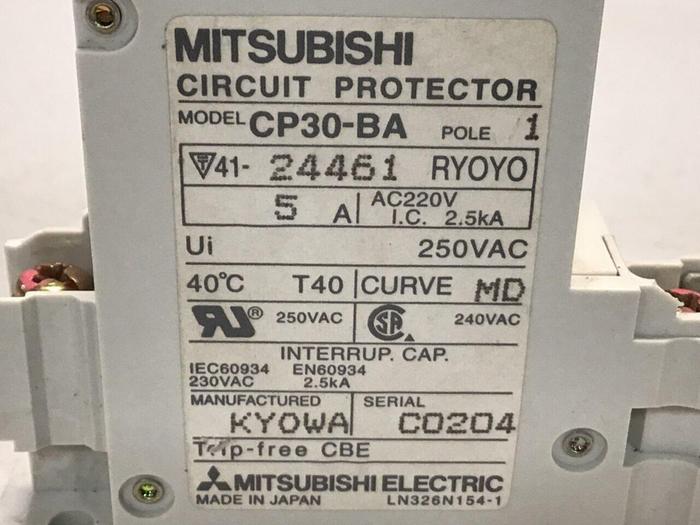 MITSUBISHI
CIRCUIT PROTECTOR
MODEL CP30-BA POLE 1
41- 24461 RYOYO
5 A AC220V
I.C. 2.5kA
Ui 250VAC
40°C T40 CURVE MD
RU® 250VAC SA 240VAC
INTERRUP. CAP.
IEC60934 EN60934
230VAC 2.5kA
MANUFACTURED SERIAL
KYOWA C0204
Trip-free CBE
MITSUBISHI ELECTRIC
MADE IN JAPAN LN326N154-1